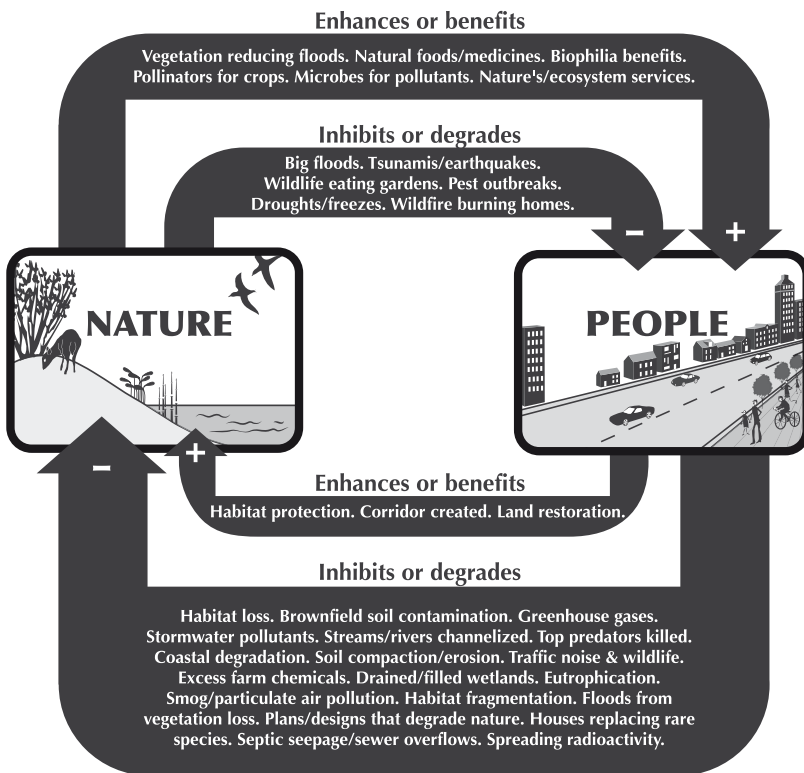 Enhances or benefits
Vegetation reducing floods. Natural foods/medicines. Biophilia benefits.
Pollinators for crops. Microbes for pollutants. Nature's/ecosystem services.
Inhibits or degrades
Big floods. Tsunamis/earthquakes.
Wildlife eating gardens. Pest outbreaks.
Droughts/freezes. Wildfire burning homes.
–
+
NATURE
PEOPLE
–
+
Enhances or benefits
Habitat protection. Corridor created. Land restoration.
Inhibits or degrades
Habitat loss. Brownfield soil contamination. Greenhouse gases.
Stormwater pollutants. Streams/rivers channelized. Top predators killed.
Coastal degradation. Soil compaction/erosion. Traffic noise & wildlife.
Excess farm chemicals. Drained/filled wetlands. Eutrophication.
Smog/particulate air pollution. Habitat fragmentation. Floods from
vegetation loss. Plans/designs that degrade nature. Houses replacing rare
species. Septic seepage/sewer overflows. Spreading radioactivity.